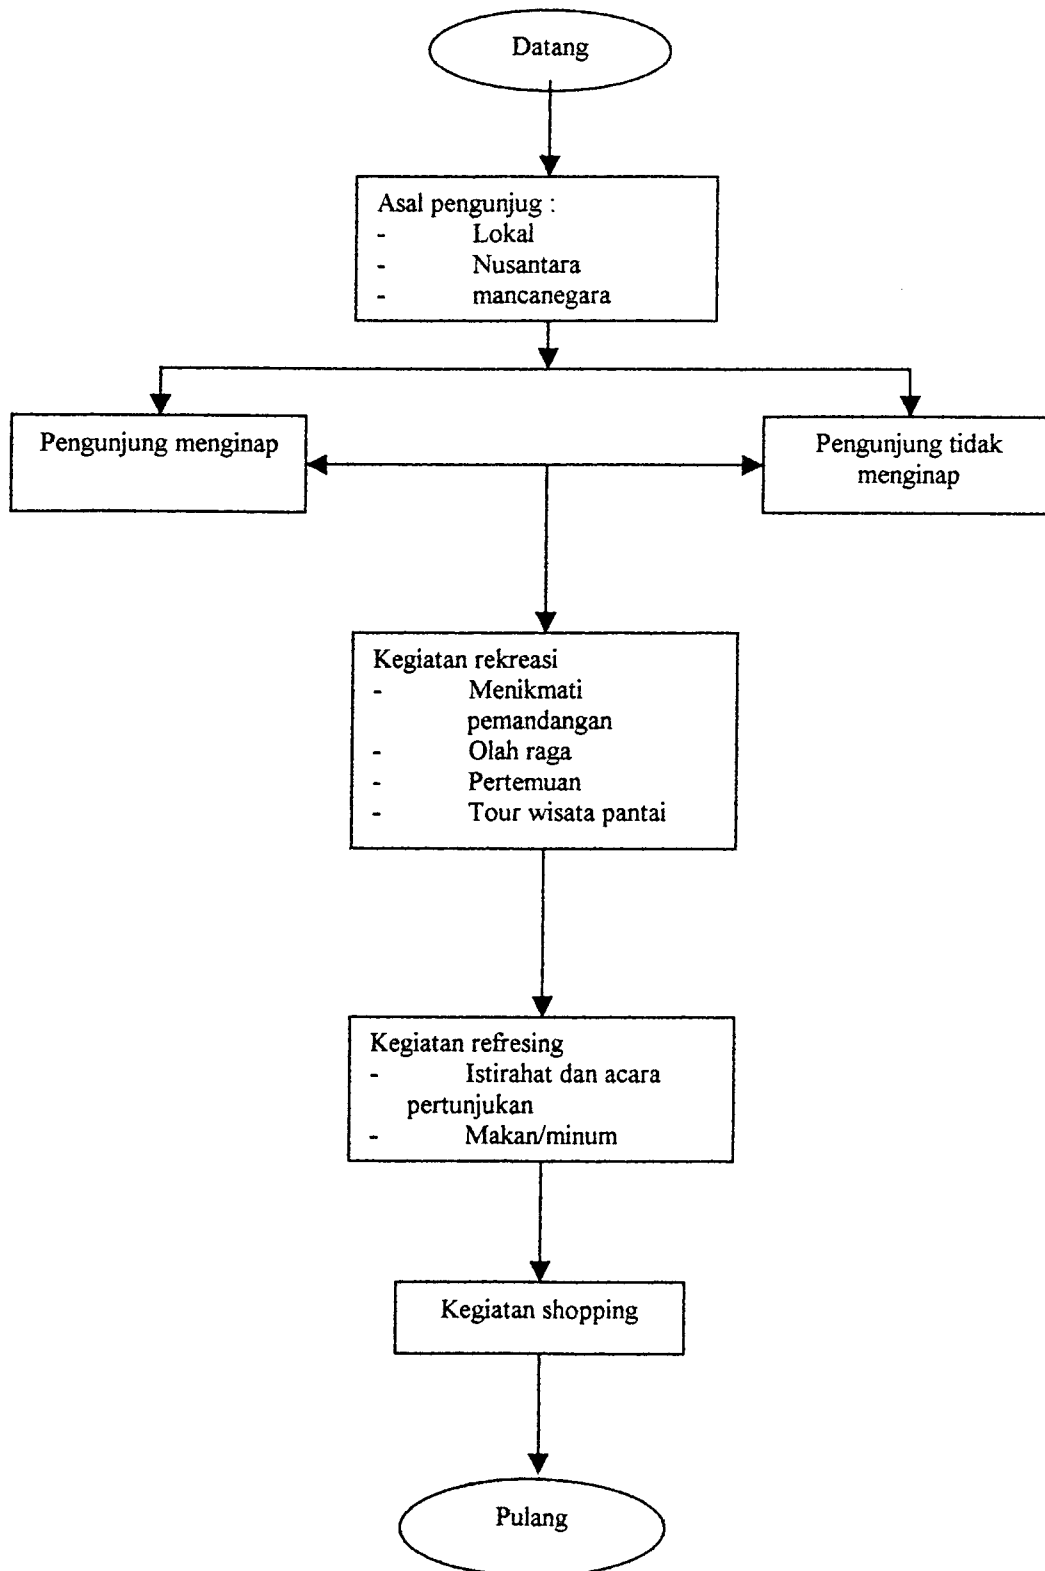 Datang
Asal pengunjug :
- Lokal
- Nusantara
- mancanegara
Pengunjung menginap
Pengunjung tidak
menginap
Kegiatan rekreasi
- Menikmati
pemandangan
- Olah raga
- Pertemuan
- Tour wisata pantai
Kegiatan refresing
- Istirahat dan acara
pertunjukan
- Makan/minum
Kegiatan shopping
Pulang